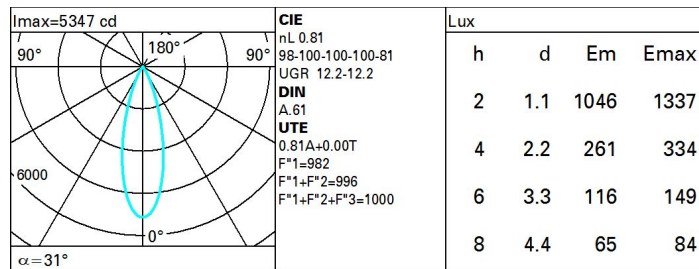 Imax=5347 cd
90° 180° 90°
6000
0°
α=31°
CIE
nL 0.81
98-100-100-100-81
UGR 12.2-12.2
DIN
A.61
UTE
0.81A+0.00T
F"1=982
F"1+F"2=996
F"1+F"2+F"3=1000
Lux
h d Em Emax
2 1.1 1046 1337
4 2.2 261 334
6 3.3 116 149
8 4.4 65 84